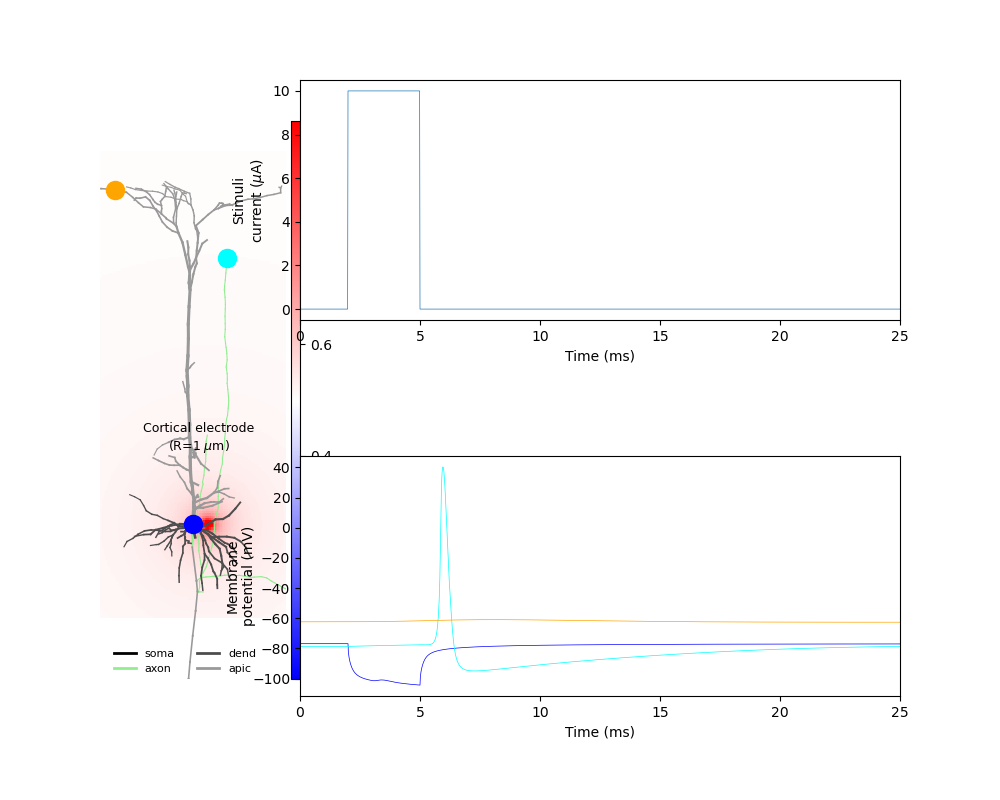 10
8
6
4
2
0
Stimuli
current (μA)
0 5 10 15 20 25
Time (ms)
0.6
0.4
Cortical electrode
(R=1 μm)
40
20
0
−20
−40
−60
−80
−100
Membrane
potential (mV)
soma dend
axon apic
0 5 10 15 20 25
Time (ms)